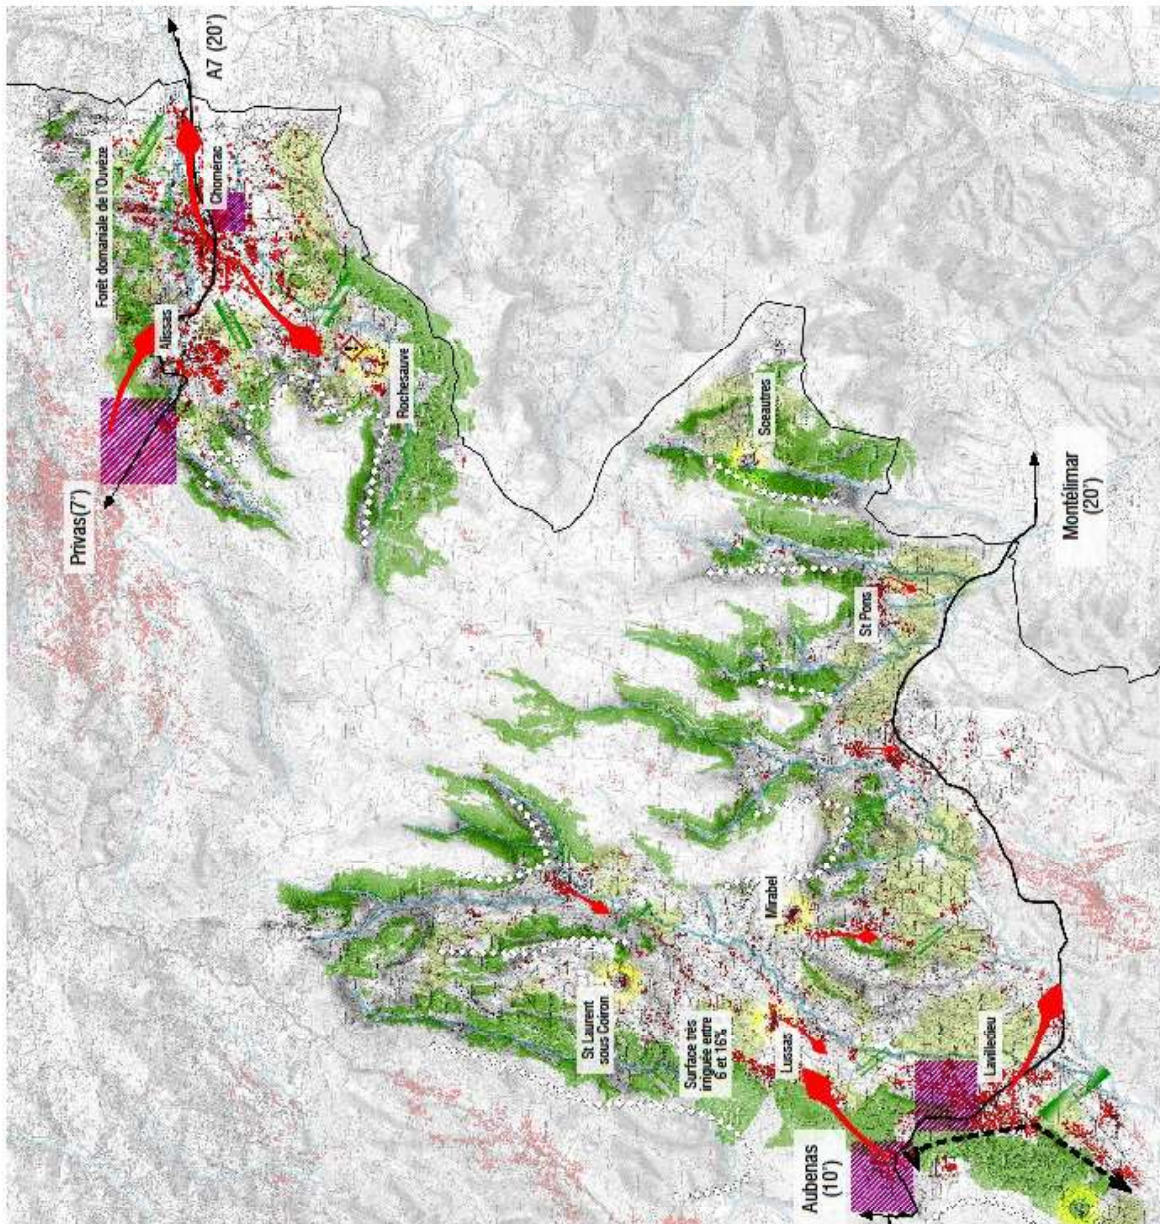 A7 (20')
Forêt domaniale de l'Ouvèze
Chomérac
Alissas
Privas(7')
Rochesauve
Sceautres
Montélimar
(20')
St Pons
Mirabel
St Laurent
sous Coiron
Surface très
irriguée entre
6 et 16%
Lussas
Lavilledieu
Aubenas
(10')